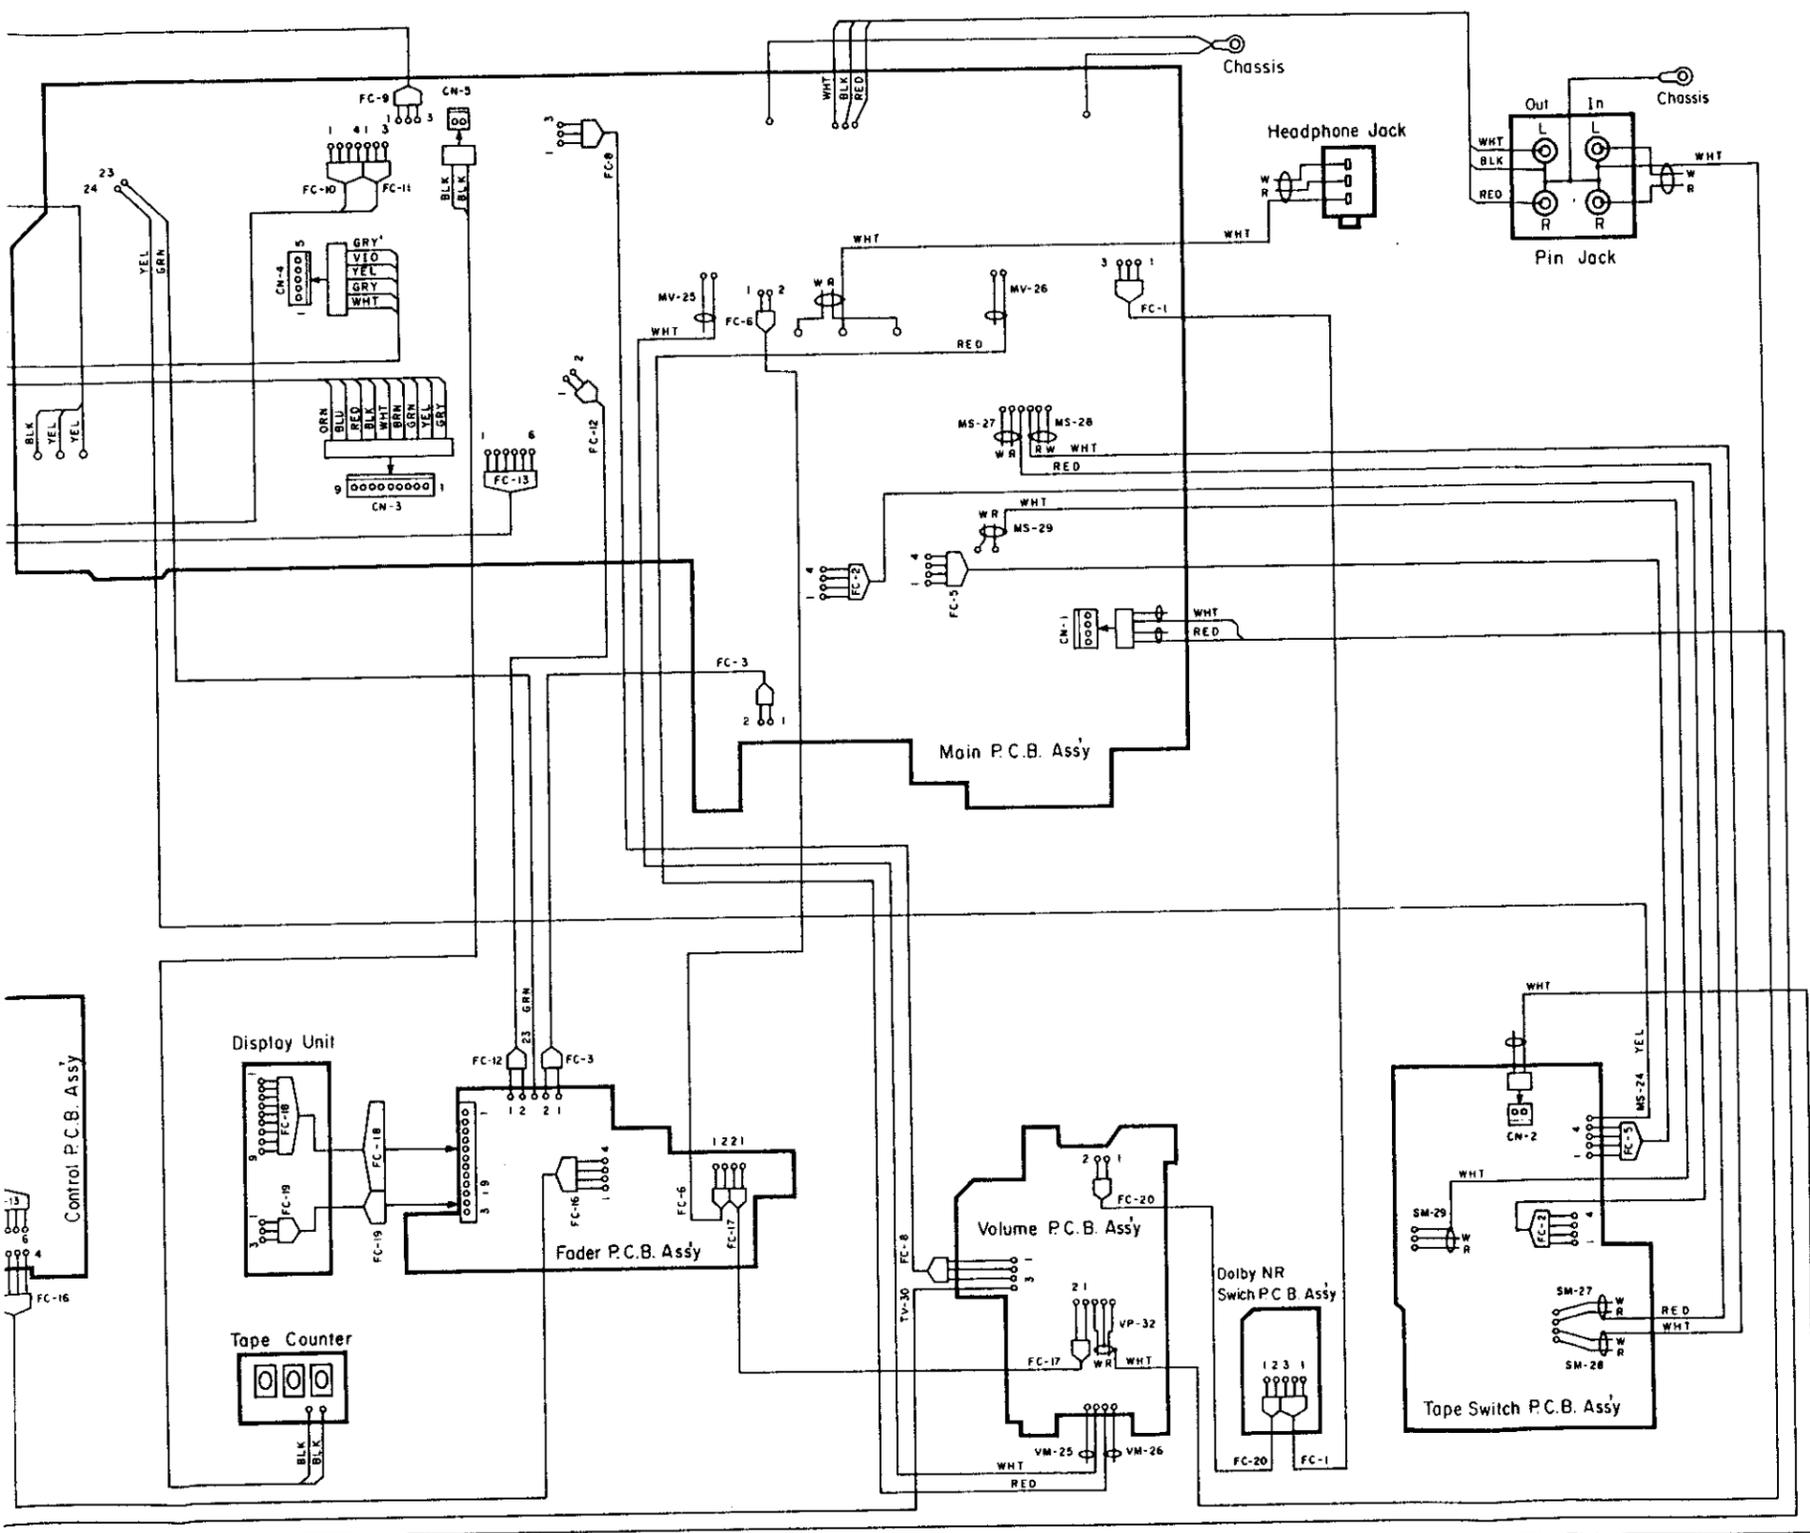 Chassis
WHT
BLK
RED
Chassis
Out In
L L
R R
Pin Jack
WHT
BLK
RED
WHT
W
R
Headphone Jack
W
R
WHT
WHT
FC-9
1 3
CN-5
1 4 1 3
FC-10
FC-11
BLK
BLK
3
1
FC-8
23
24
YEL
GRN
CN-4
5
1
GRY'
VIO
YEL
GRY
WHT
MV-25
WHT
1 2
FC-6
W R
MV-26
RED
3 1
FC-1
2
1
FC-12
BLK
YEL
YEL
ORN
BLU
RED
BLK
WHT
BRN
GRN
YEL
GRY
9 1
CN-3
1 6
FC-13
MS-27
MS-28
W R
R W
WHT
RED
WHT
W R
MS-29
WHT
4
1
FC-2
4
1
FC-5
CN-1
WHT
RED
FC-3
2 1
Main P.C.B. Ass'y
Control P.C.B. Ass'y
-13
6
4
FC-16
Display Unit
1
9
FC-18
1
3
FC-19
FC-18
FC-19
FC-12
23
GRN
FC-3
1 2 2 1
1
3 1 9
4
1
FC-16
1 2 2 1
FC-6
FC-17
Fader P.C.B. Ass'y
Tape Counter
BLK
BLK
2 1
FC-20
Volume P.C.B. Ass'y
FC-8
1
3
TV-30
2 1
VP-32
FC-17
W R
WHT
VM-25
VM-26
WHT
RED
Dolby NR
Swich P.C.B. Ass'y
1 2 3 1
FC-20
FC-1
WHT
CN-2
MS-24 YEL
4
1
FC-5
WHT
SM-29
W
R
FC-2
4
1
SM-27
W
R
RED
WHT
W
R
SM-28
Tape Switch P.C.B. Ass'y